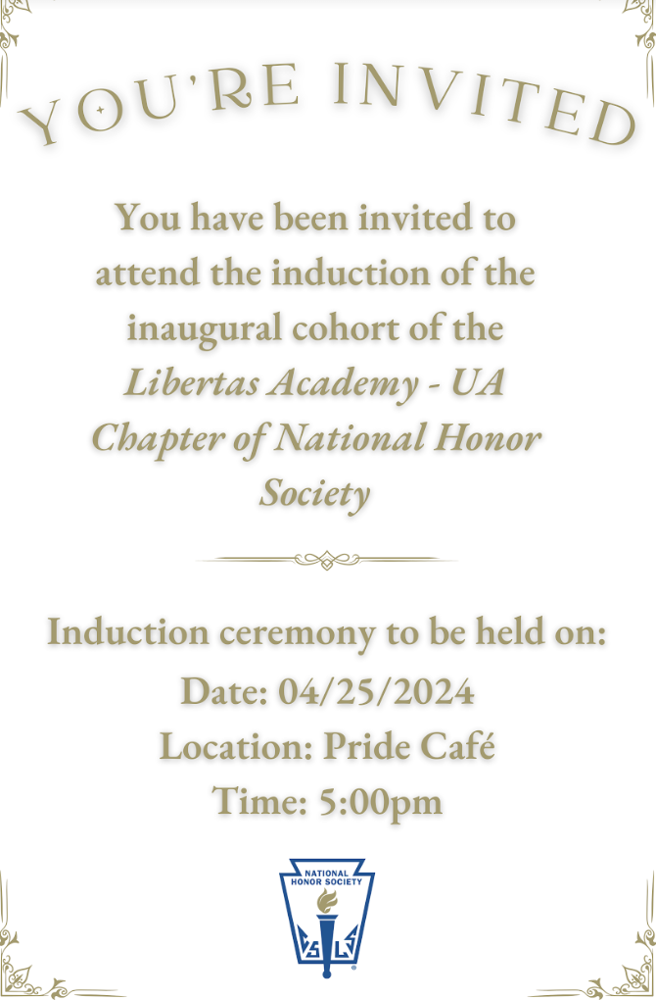 YOU'RE INVITED
You have been invited to
attend the induction of the
inaugural cohort of the
Libertas Academy - UA
Chapter of National Honor
Society
Induction ceremony to be held on:
Date: 04/25/2024
Location: Pride Café
Time: 5:00pm
NATIONAL
HONOR SOCIETY
CSLS
®